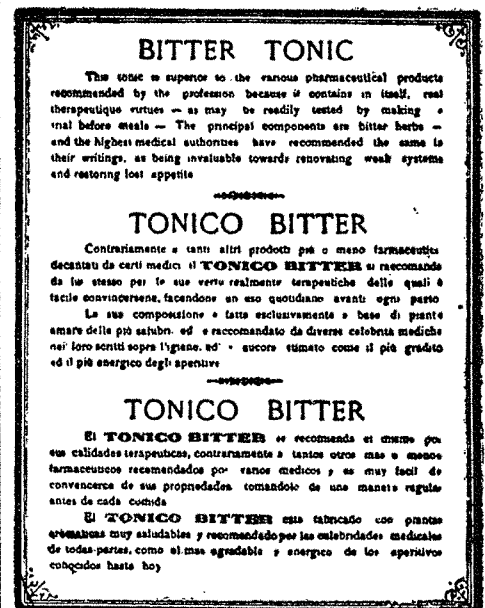 BITTER TONIC
This tonic is superior to the various pharmaceutical products
recommended by the profession because it contains in itself, real
therapeutique virtues — as may be readily tested by making a
trial before meals — The principal components are bitter herbs —
and the highest medical authorities have recommended the same in
their writings, as being invaluable towards renovating weak systems
and restoring lost appetite
TONICO BITTER
Contrariamente a tanti altri prodotti più o meno farmaceutici
decantati da certi medici il TONICO BITTER si raccomanda
da lui stesso per le sue vertu realmente terapeutiche delle quali è
facile convincersene, facendone un uso quotidiano avanti ogni pasto
La sua composizione e fatta esclusivamente a base di piante
amare delle più salubri ed e raccomandato da diverse celebrità mediche
nei loro scritti sopra l'igiene, ed ancora stimato come il più gradito
ed il più energico degli aperitivi
TONICO BITTER
El TONICO BITTER se recomienda el mismo por
sus calidades terapeuticas, contrariamente a tantos otros mas o menos
farmaceuticos recomendados por varios medicos y es muy facil de
convencerce de sus propriedades tomandolo de una manera regular
antes de cada comida
El TONICO BITTER esta fabricado con plantas
aromaticas muy saludables y recomendado por las celebridades medicales
de todas-partes, como el mas agradable y energico de los aperitivos
conocidos hasta hoy